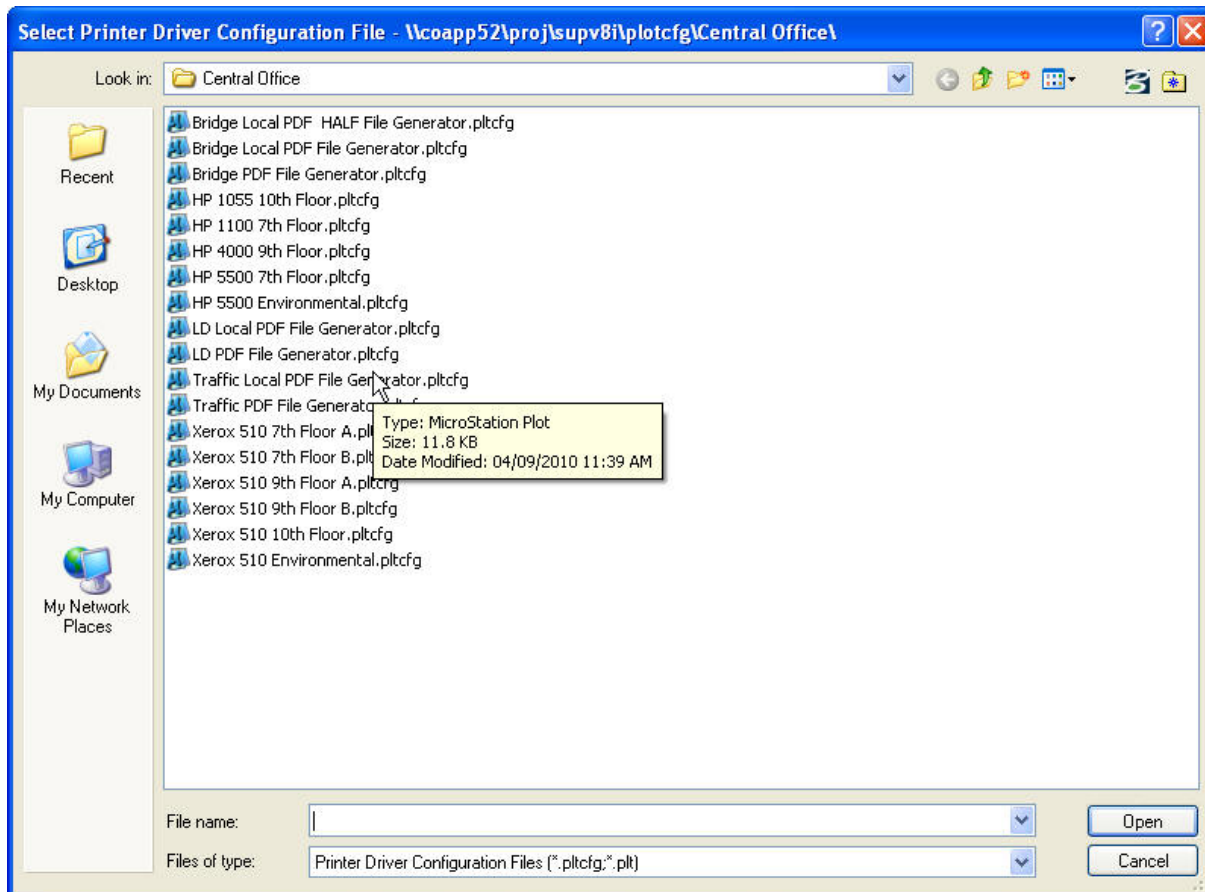 Select Printer Driver Configuration File - \\coapp52\proj\supv8i\plotcfg\Central Office\
Look in: Central Office
Recent
Desktop
My Documents
My Computer
My Network
Places
Bridge Local PDF  HALF File Generator.pltcfg
Bridge Local PDF File Generator.pltcfg
Bridge PDF File Generator.pltcfg
HP 1055 10th Floor.pltcfg
HP 1100 7th Floor.pltcfg
HP 4000 9th Floor.pltcfg
HP 5500 7th Floor.pltcfg
HP 5500 Environmental.pltcfg
LD Local PDF File Generator.pltcfg
LD PDF File Generator.pltcfg
Traffic Local PDF File Generator.pltcfg
Traffic PDF File Generato
Xerox 510 7th Floor A.pl
Xerox 510 7th Floor B.plt
Xerox 510 9th Floor A.pltcfg
Xerox 510 9th Floor B.pltcfg
Xerox 510 10th Floor.pltcfg
Xerox 510 Environmental.pltcfg
Type: MicroStation Plot
Size: 11.8 KB
Date Modified: 04/09/2010 11:39 AM
File name:
Open
Files of type: Printer Driver Configuration Files (*.pltcfg;*.plt)
Cancel